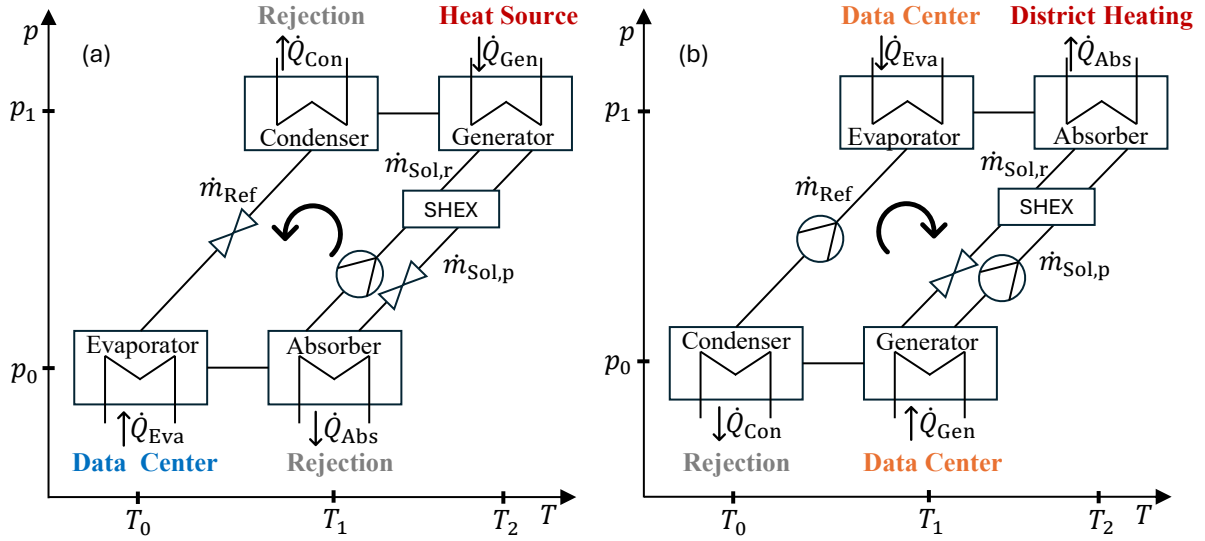 Rejection
Heat Source
p
(a)
Q̇Con
Q̇Gen
p1
Condenser
Generator
ṁSol,r
ṁRef
SHEX
ṁSol,p
Evaporator
Absorber
p0
Q̇Eva
Q̇Abs
Data Center
Rejection
T0
T1
T2
T
Data Center
District Heating
p
(b)
Q̇Eva
Q̇Abs
p1
Evaporator
Absorber
ṁSol,r
ṁRef
SHEX
ṁSol,p
Condenser
Generator
p0
Q̇Con
Q̇Gen
Rejection
Data Center
T0
T1
T2
T